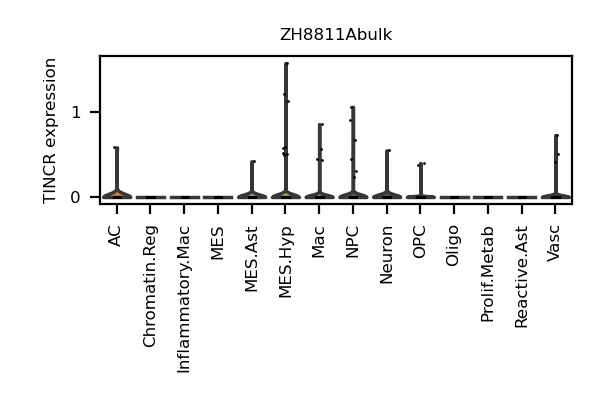 ZH8811Abulk
TINCR expression
1
0
AC
Chromatin.Reg
Inflammatory.Mac
MES
MES.Ast
MES.Hyp
Mac
NPC
Neuron
OPC
Oligo
Prolif.Metab
Reactive.Ast
Vasc